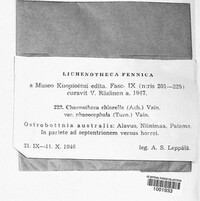 LICHENOTHECA FENNICA
a Museo Kuopioënsi edita. Fasc. IX (n:ris 201—225)
curavit V. Räsänen a. 1947.
222. Chaenotheca chlorella (Ach.) Vain.
var. phaeocephala (Turn.) Vain.
Ostrobottnia australis: Alavus, Niinimaa, Patama.
In pariete ad septentrionem versus horrei.
21. IX—11. X. 1946 leg. A. S. Leppälä.
1001953